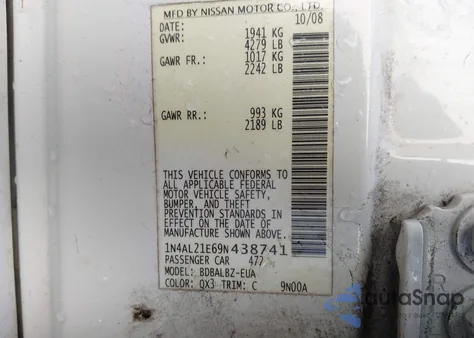 MFD BY NISSAN MOTOR CO., LTD.
DATE: 10/08
GVWR: 1941 KG
4279 LB
GAWR FR.: 1017 KG
2242 LB
GAWR RR.: 993 KG
2189 LB
THIS VEHICLE CONFORMS TO
ALL APPLICABLE FEDERAL
MOTOR VEHICLE SAFETY,
BUMPER, AND THEFT
PREVENTION STANDARDS IN
EFFECT ON THE DATE OF
MANUFACTURE SHOWN ABOVE.
1N4AL21E69N438741
PASSENGER CAR 472
MODEL: BDBALBZ-EUA
COLOR: QX3 TRIM: C 9N00A
AutoSnap